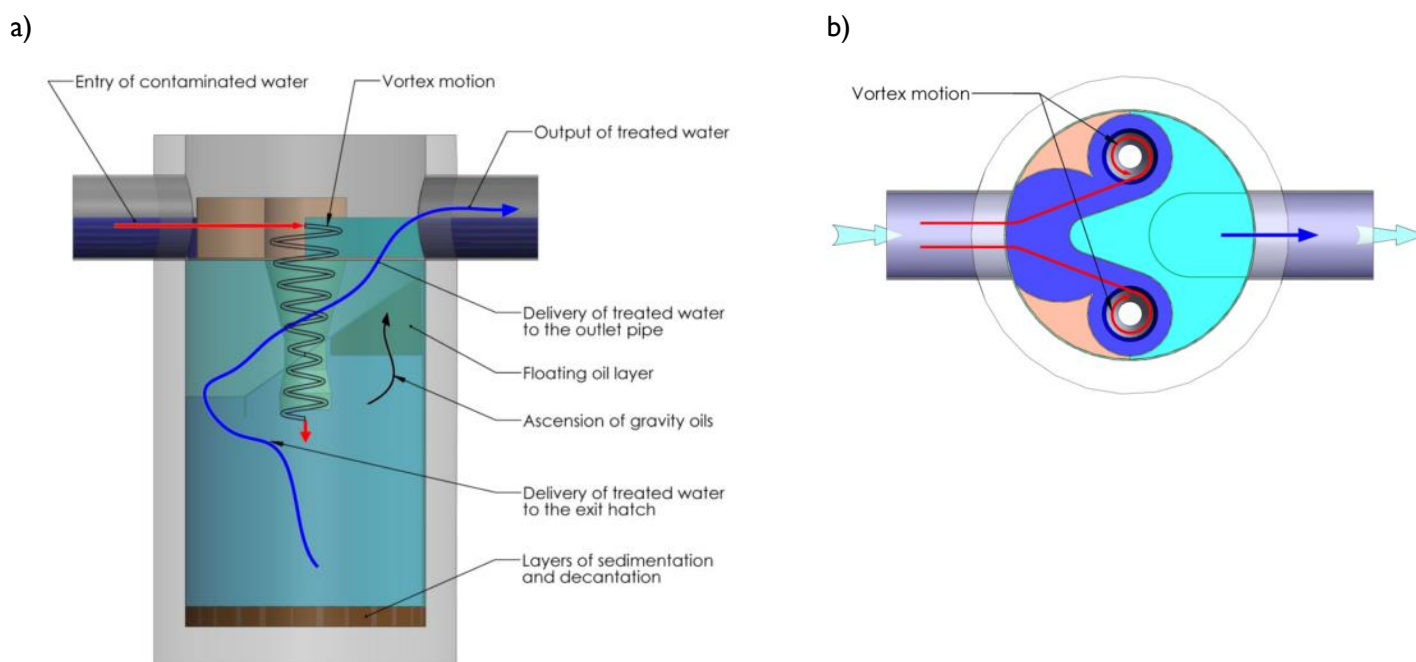 a)
Entry of contaminated water
Vortex motion
Output of treated water
Delivery of treated water
to the outlet pipe
Floating oil layer
Ascension of gravity oils
Delivery of treated water
to the exit hatch
Layers of sedimentation
and decantation
b)
Vortex motion